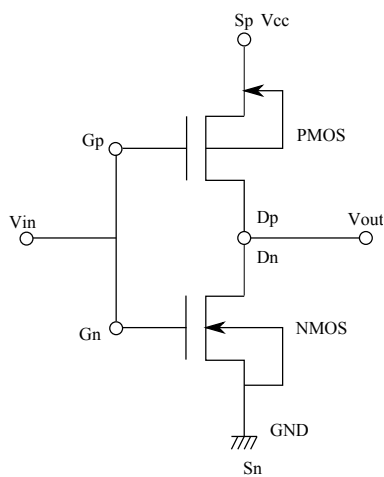 Sp Vcc
Gp
PMOS
Vin
Dp
Vout
Dn
Gn
NMOS
GND
Sn